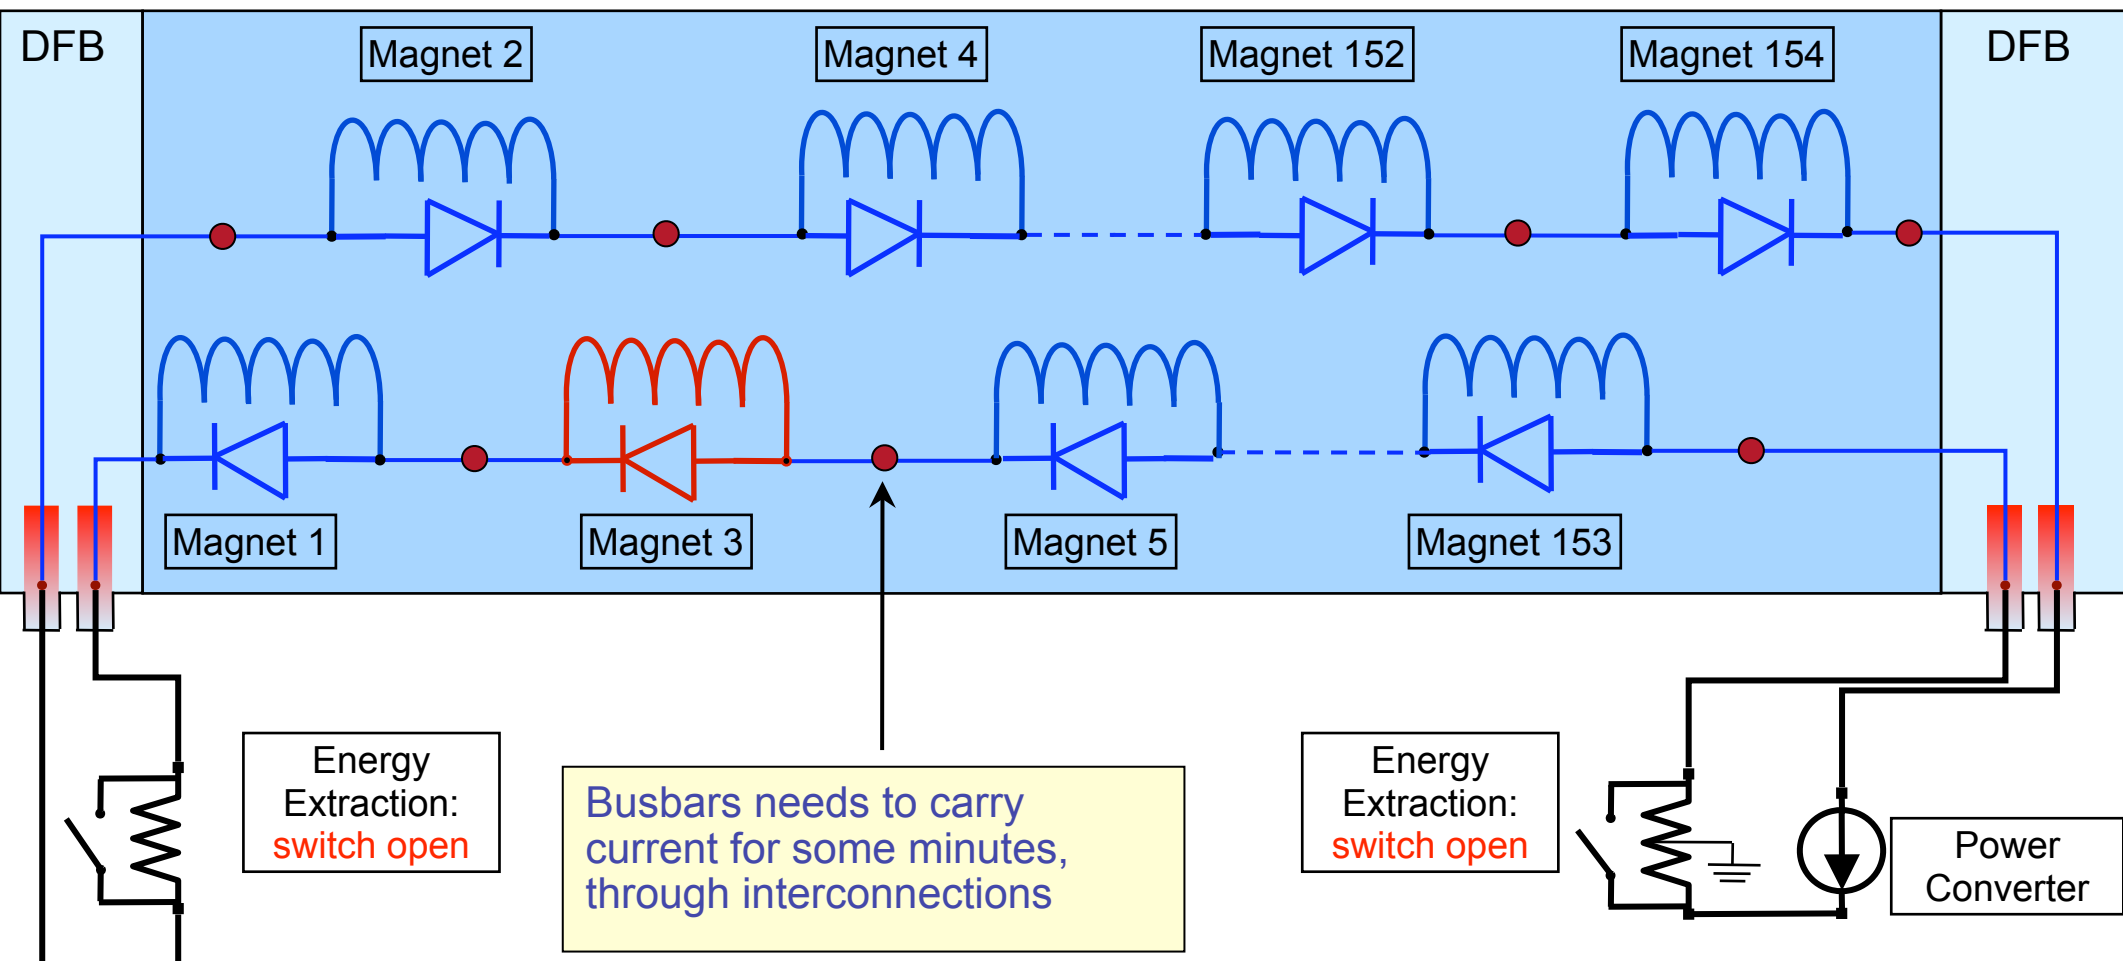 DFB
Magnet 2
Magnet 4
Magnet 152
Magnet 154
DFB
Magnet 1
Magnet 3
Magnet 5
Magnet 153
Energy
Extraction:
switch open
Busbars needs to carry
current for some minutes,
through interconnections
Energy
Extraction:
switch open
Power
Converter